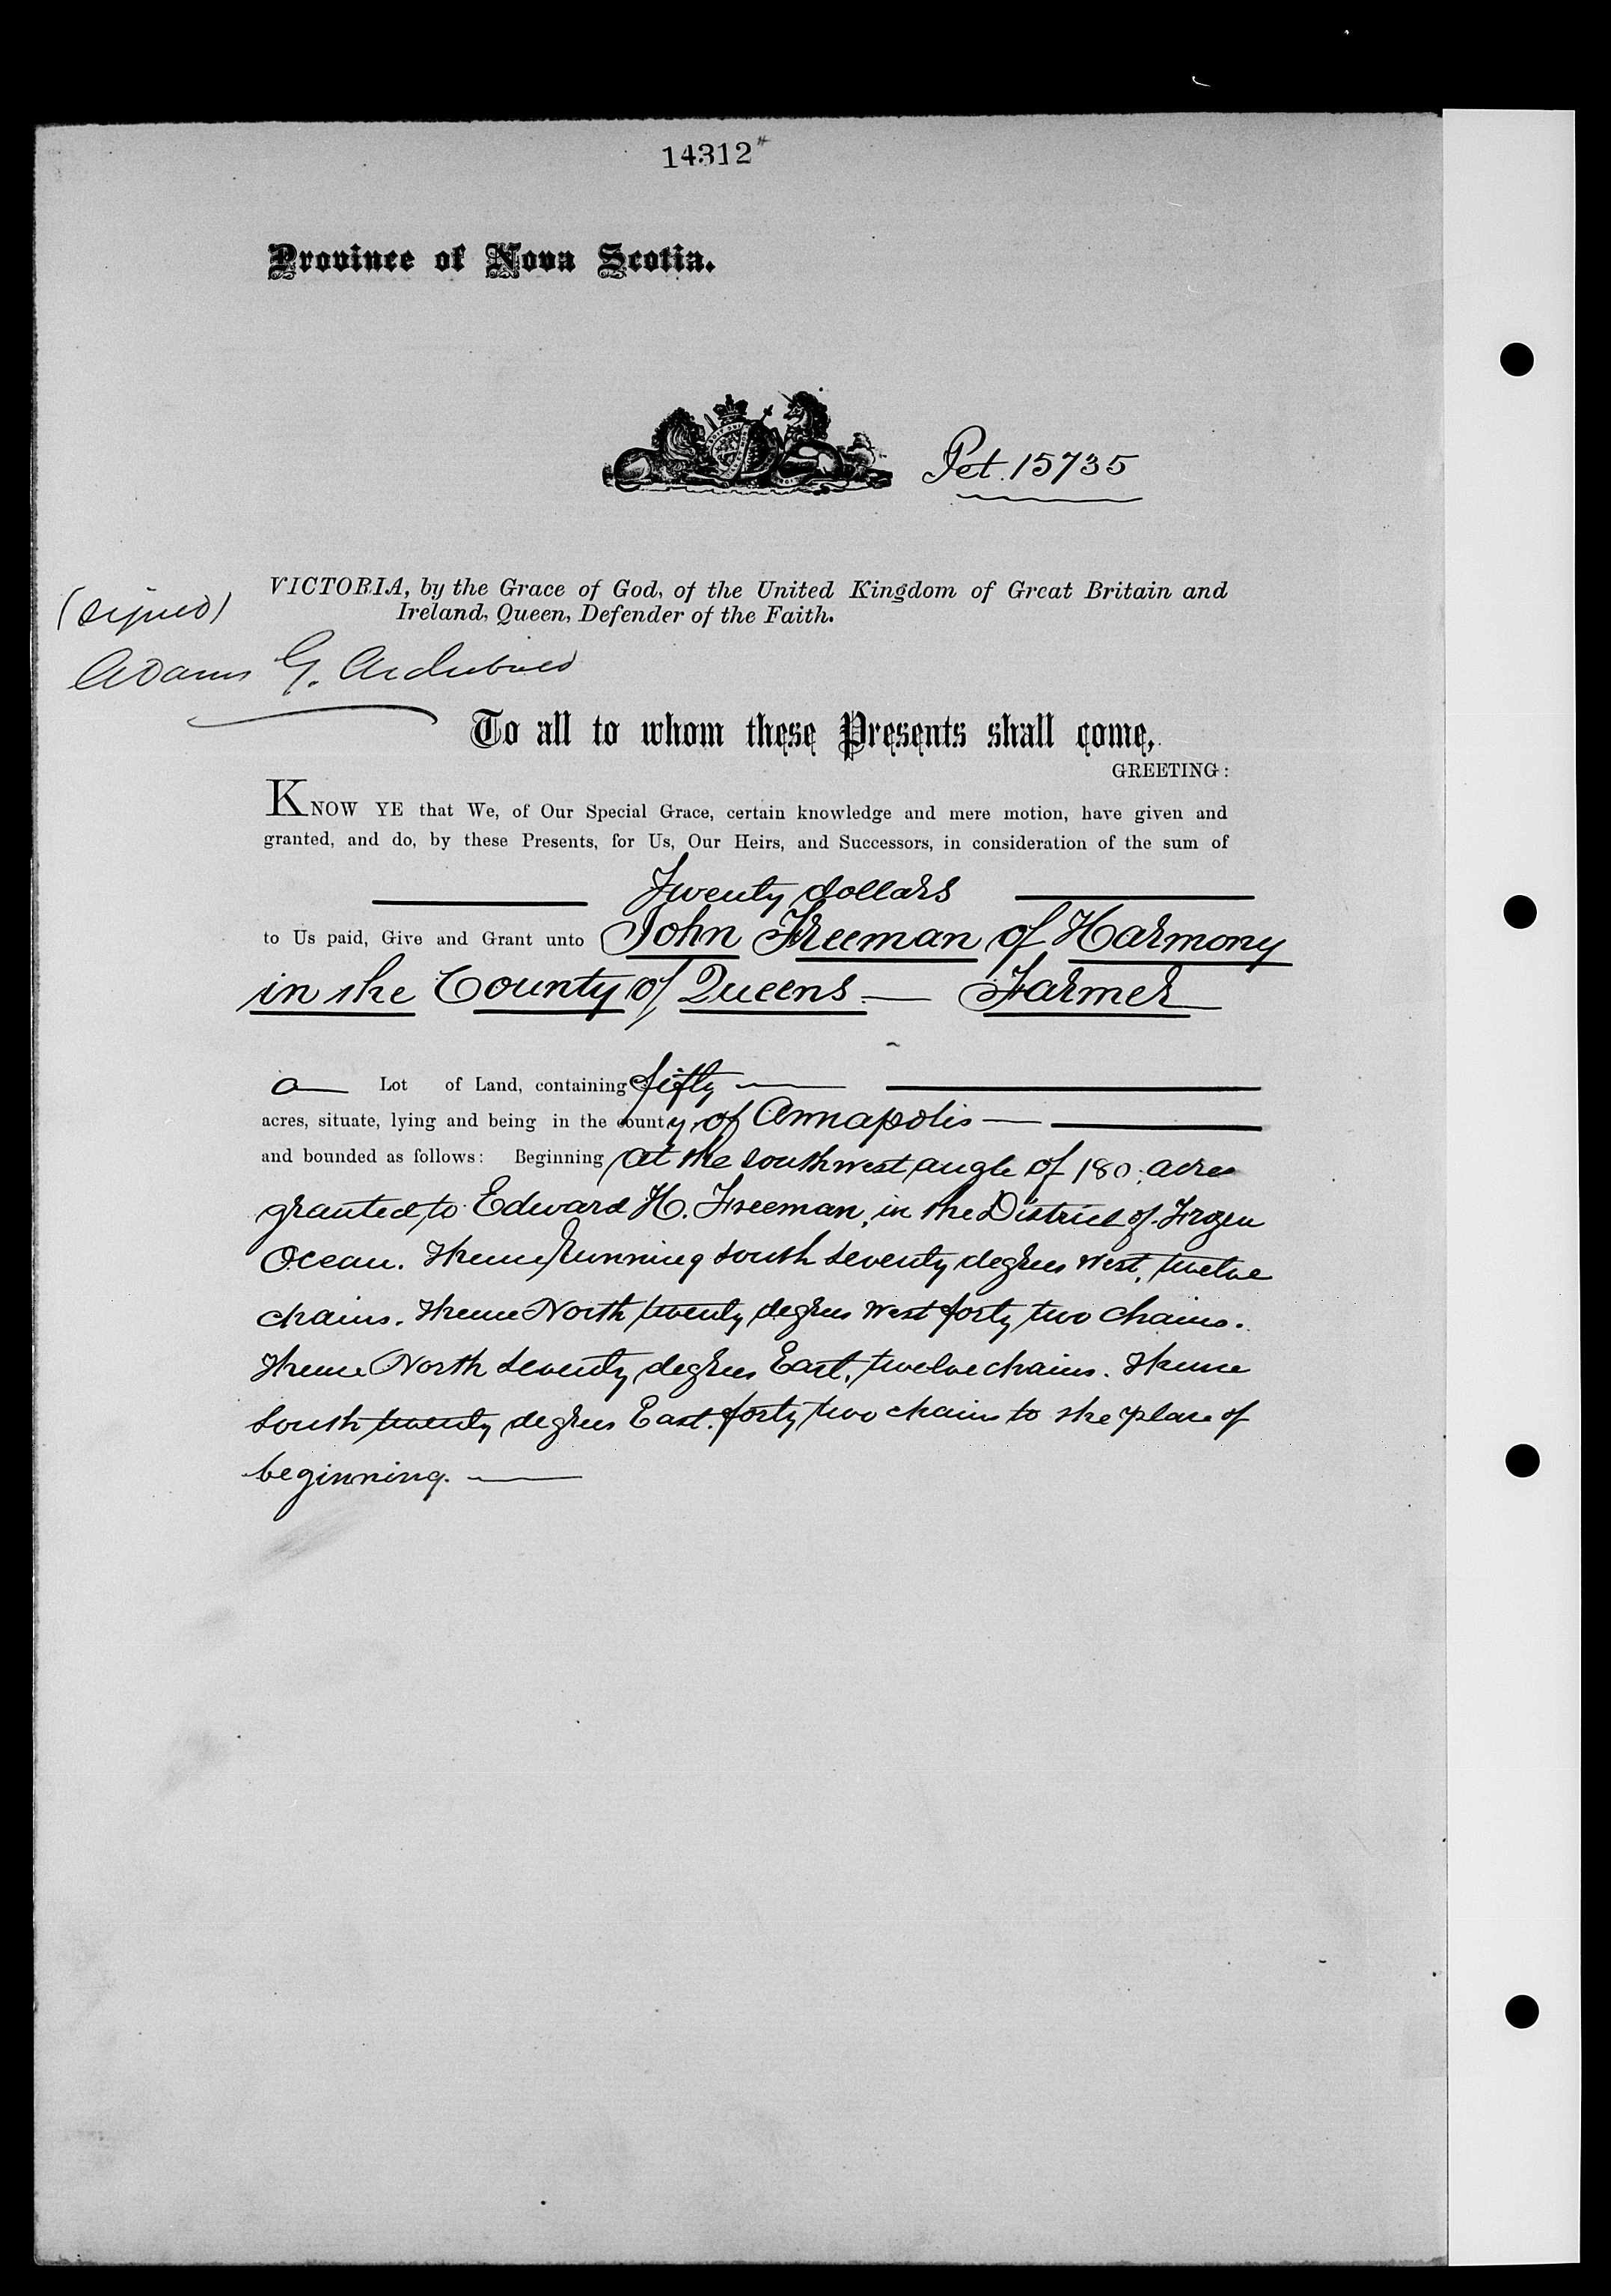 14312
Province of Nova Scotia.
Pet. 15735
VICTORIA, by the Grace of God, of the United Kingdom of Great Britain and
Ireland, Queen, Defender of the Faith.
(signed)
Adams G. Archibald
To all to whom these Presents shall come,
GREETING:
KNOW YE that We, of Our Special Grace, certain knowledge and mere motion, have given and
granted, and do, by these Presents, for Us, Our Heirs, and Successors, in consideration of the sum of
Twenty dollars
to Us paid, Give and Grant unto John Freeman of Harmony
in the County of Queens — Farmer
a Lot of Land, containing fifty —
acres, situate, lying and being in the county of Annapolis —
and bounded as follows: Beginning at the southwest angle of 180. acres
granted to Edward H. Freeman, in the District of Frozen
Ocean. Thence running South seventy degrees West, twelve
chains. Thence North twenty degrees West forty two chains.
Thence North seventy degrees East, twelve chains. Thence
South twenty degrees East. forty two chains to the place of
beginning. —